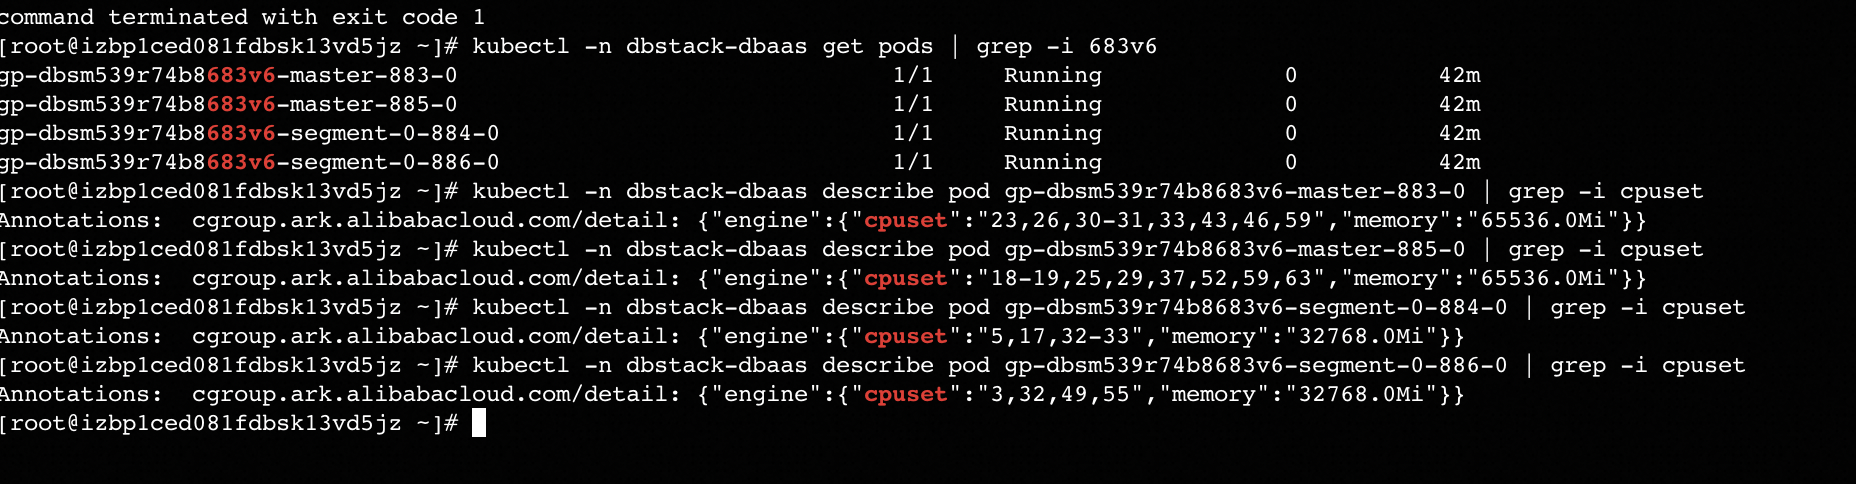 command terminated with exit code 1
[root@izbp1ced081fdbsk13vd5jz ~]# kubectl -n dbstack-dbaas get pods | grep -i 683v6
gp-dbsm539r74b8683v6-master-883-0 1/1 Running 0 42m
gp-dbsm539r74b8683v6-master-885-0 1/1 Running 0 42m
gp-dbsm539r74b8683v6-segment-0-884-0 1/1 Running 0 42m
gp-dbsm539r74b8683v6-segment-0-886-0 1/1 Running 0 42m
[root@izbp1ced081fdbsk13vd5jz ~]# kubectl -n dbstack-dbaas describe pod gp-dbsm539r74b8683v6-master-883-0 | grep -i cpuset
Annotations: cgroup.ark.alibabacloud.com/detail: {"engine":{"cpuset":"23,26,30-31,33,43,46,59","memory":"65536.0Mi"}}
[root@izbp1ced081fdbsk13vd5jz ~]# kubectl -n dbstack-dbaas describe pod gp-dbsm539r74b8683v6-master-885-0 | grep -i cpuset
Annotations: cgroup.ark.alibabacloud.com/detail: {"engine":{"cpuset":"18-19,25,29,37,52,59,63","memory":"65536.0Mi"}}
[root@izbp1ced081fdbsk13vd5jz ~]# kubectl -n dbstack-dbaas describe pod gp-dbsm539r74b8683v6-segment-0-884-0 | grep -i cpuset
Annotations: cgroup.ark.alibabacloud.com/detail: {"engine":{"cpuset":"5,17,32-33","memory":"32768.0Mi"}}
[root@izbp1ced081fdbsk13vd5jz ~]# kubectl -n dbstack-dbaas describe pod gp-dbsm539r74b8683v6-segment-0-886-0 | grep -i cpuset
Annotations: cgroup.ark.alibabacloud.com/detail: {"engine":{"cpuset":"3,32,49,55","memory":"32768.0Mi"}}
[root@izbp1ced081fdbsk13vd5jz ~]#